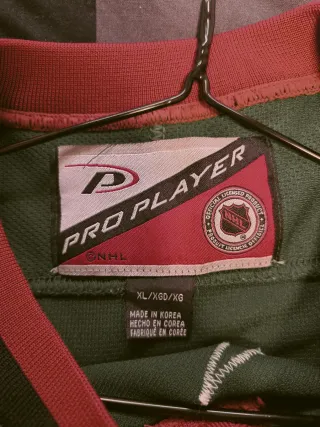 P
PRO PLAYER
©NHL
OFFICIAL LICENSED PRODUCT
NHL
PRODUIT LICENCIÉ OFFICIEL
XL/XGD/XG
MADE IN KOREA
HECHO EN COREA
FABRIQUÉ EN CORÉE